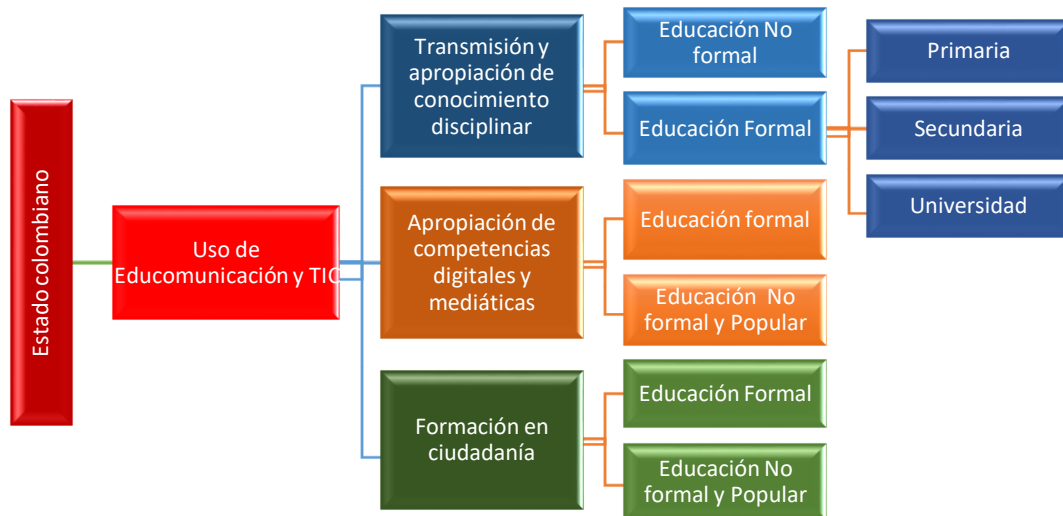 Estado colombiano
Uso de
Educomunicación y TIC
Transmisión y
apropiación de
conocimiento
disciplinar
Educación No
formal
Educación Formal
Primaria
Secundaria
Universidad
Apropiación de
competencias
digitales y
mediáticas
Educación formal
Educación No
formal y Popular
Formación en
ciudadanía
Educación Formal
Educación No
formal y Popular